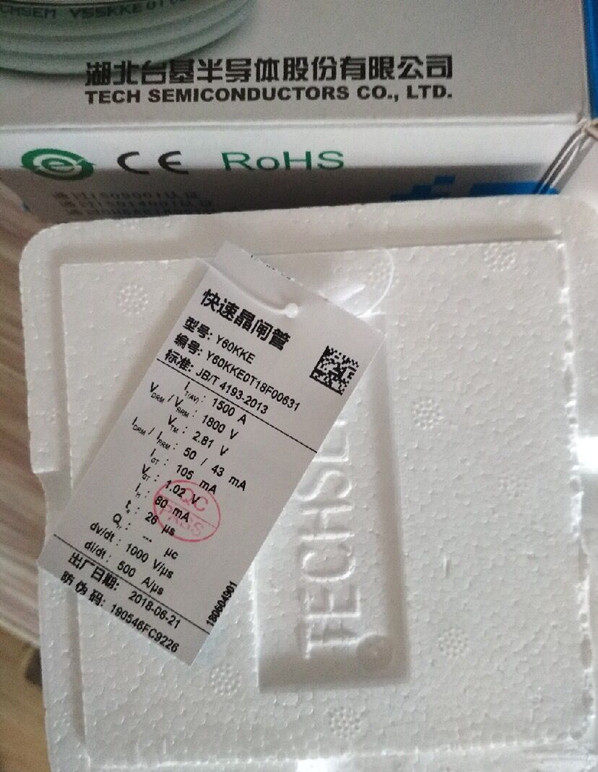 湖北台基半导体股份有限公司
TECH SEMICONDUCTORS CO., LTD.
e CE RoHS
快速晶闸管
型号: Y60KKE
编号: Y60KKE0T18F00631
标准: JB/T 4193-2013
IT(AV): 1500 A
VDRM / VRRM: 1800 V
VTM: 2.81 V
IDRM / IRRM: 50 / 43 mA
IGT: 105 mA
VGT: 1.02 V
IH: 60 mA
tq: 26 μs
Qr: --- μc
dv/dt: 1000 V/μs
di/dt: 500 A/μs
出厂日期: 2018-06-21
防伪码: 190546FC9226
QC
TECHSE